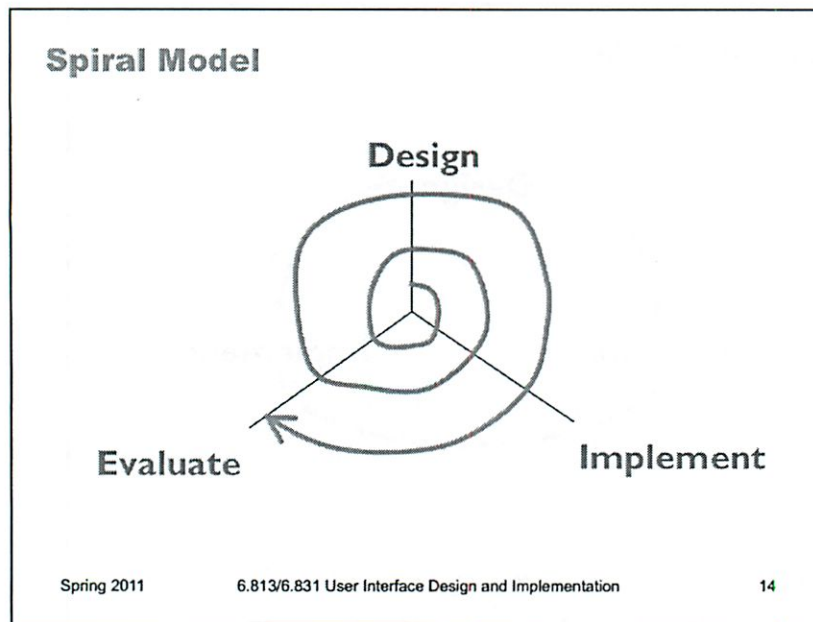 Spiral Model
Design
Evaluate
Implement
Spring 2011 6.813/6.831 User Interface Design and Implementation 14